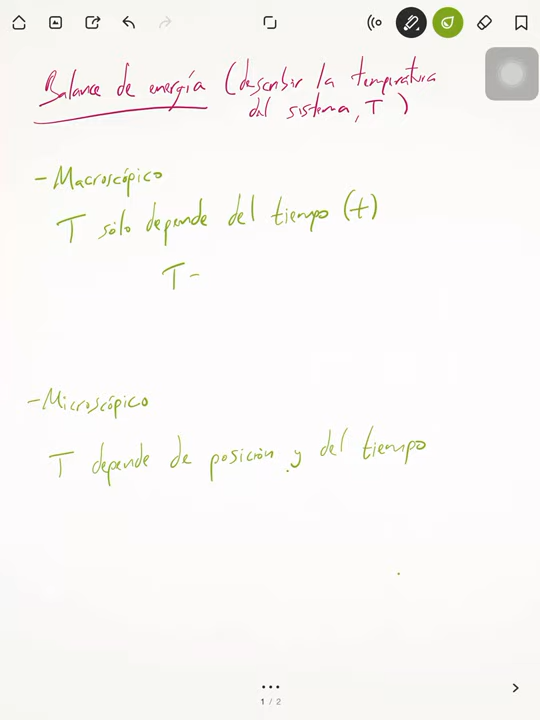 Balance de energía (describir la temperatura
del sistema, T)
- Macroscópico
T sólo depende del tiempo (t)
T -
- Microscópico
T depende de posición y del tiempo
1 / 2